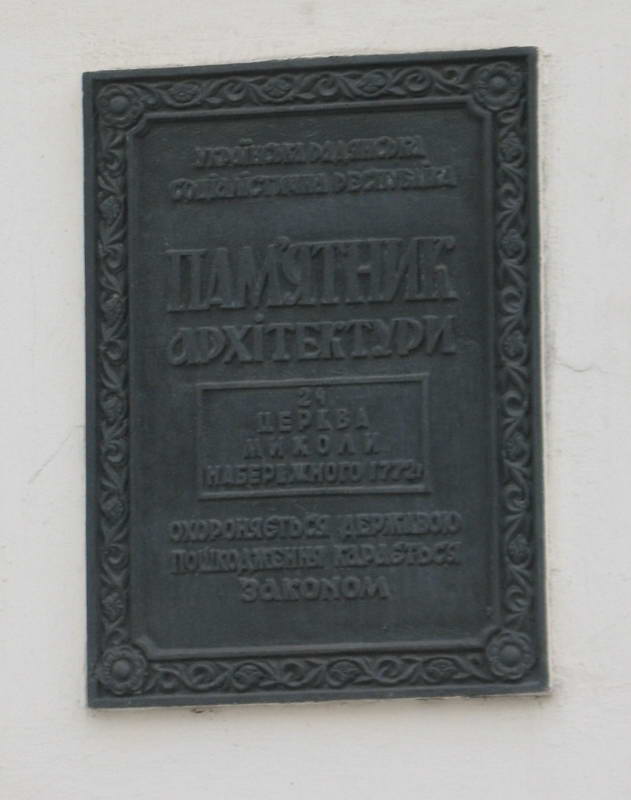 Українська Радянська
Соціалістична Республіка
Пам'ятник
архітектури
24
ЦЕРКВА
МИКОЛИ
(НАБЕРЕЖНОГО 1772)
Охороняється державою
Пошкодження карається
законом